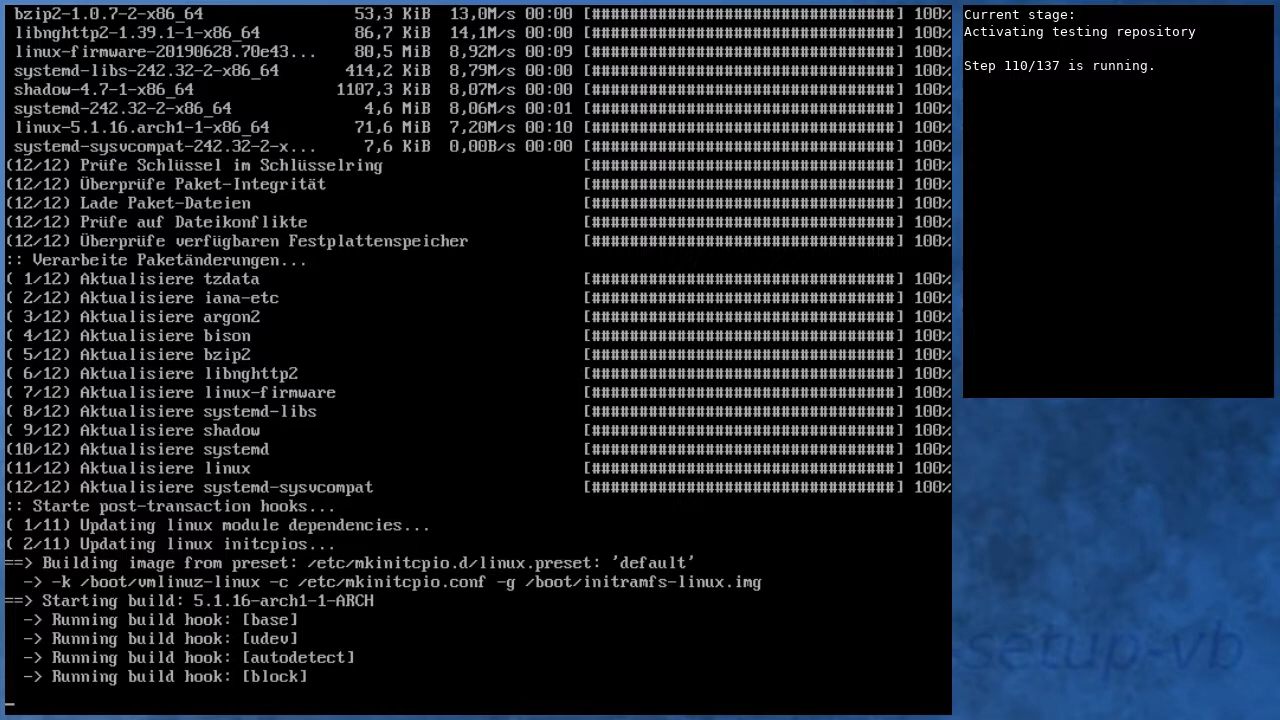 bzip2-1.0.7-2-x86_64 53,3 KiB 13,0M/s 00:00 [################################] 100%
libnghttp2-1.39.1-1-x86_64 86,7 KiB 14,1M/s 00:00 [################################] 100%
linux-firmware-20190628.70e43... 80,5 MiB 8,92M/s 00:09 [################################] 100%
systemd-libs-242.32-2-x86_64 414,2 KiB 8,79M/s 00:00 [################################] 100%
shadow-4.7-1-x86_64 1107,3 KiB 8,07M/s 00:00 [################################] 100%
systemd-242.32-2-x86_64 4,6 MiB 8,06M/s 00:01 [################################] 100%
linux-5.1.16.arch1-1-x86_64 71,6 MiB 7,20M/s 00:10 [################################] 100%
systemd-sysvcompat-242.32-2-x... 7,6 KiB 0,00B/s 00:00 [################################] 100%
(12/12) Prüfe Schlüssel im Schlüsselring [################################] 100%
(12/12) Überprüfe Paket-Integrität [################################] 100%
(12/12) Lade Paket-Dateien [################################] 100%
(12/12) Prüfe auf Dateikonflikte [################################] 100%
(12/12) Überprüfe verfügbaren Festplattenspeicher [################################] 100%
:: Verarbeite Paketänderungen...
( 1/12) Aktualisiere tzdata [################################] 100%
( 2/12) Aktualisiere iana-etc [################################] 100%
( 3/12) Aktualisiere argon2 [################################] 100%
( 4/12) Aktualisiere bison [################################] 100%
( 5/12) Aktualisiere bzip2 [################################] 100%
( 6/12) Aktualisiere libnghttp2 [################################] 100%
( 7/12) Aktualisiere linux-firmware [################################] 100%
( 8/12) Aktualisiere systemd-libs [################################] 100%
( 9/12) Aktualisiere shadow [################################] 100%
(10/12) Aktualisiere systemd [################################] 100%
(11/12) Aktualisiere linux [################################] 100%
(12/12) Aktualisiere systemd-sysvcompat [################################] 100%
:: Starte post-transaction hooks...
( 1/11) Updating linux module dependencies...
( 2/11) Updating linux initcpios...
==> Building image from preset: /etc/mkinitcpio.d/linux.preset: 'default'
-> -k /boot/vmlinuz-linux -c /etc/mkinitcpio.conf -g /boot/initramfs-linux.img
==> Starting build: 5.1.16-arch1-1-ARCH
-> Running build hook: [base]
-> Running build hook: [udev]
-> Running build hook: [autodetect]
-> Running build hook: [block]
_
Current stage:
Activating testing repository
Step 110/137 is running.
setup-vb